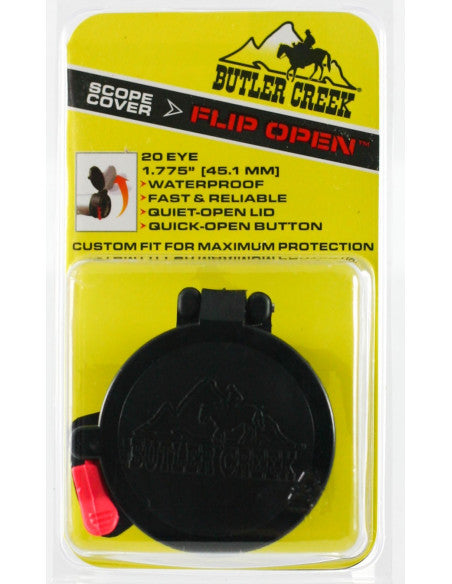 BUTLER CREEK®
SCOPE COVER > FLIP OPEN™
20 EYE
1.775" [45.1 MM]
>WATERPROOF
>FAST & RELIABLE
>QUIET-OPEN LID
>QUICK-OPEN BUTTON
CUSTOM FIT FOR MAXIMUM PROTECTION
BUTLER CREEK